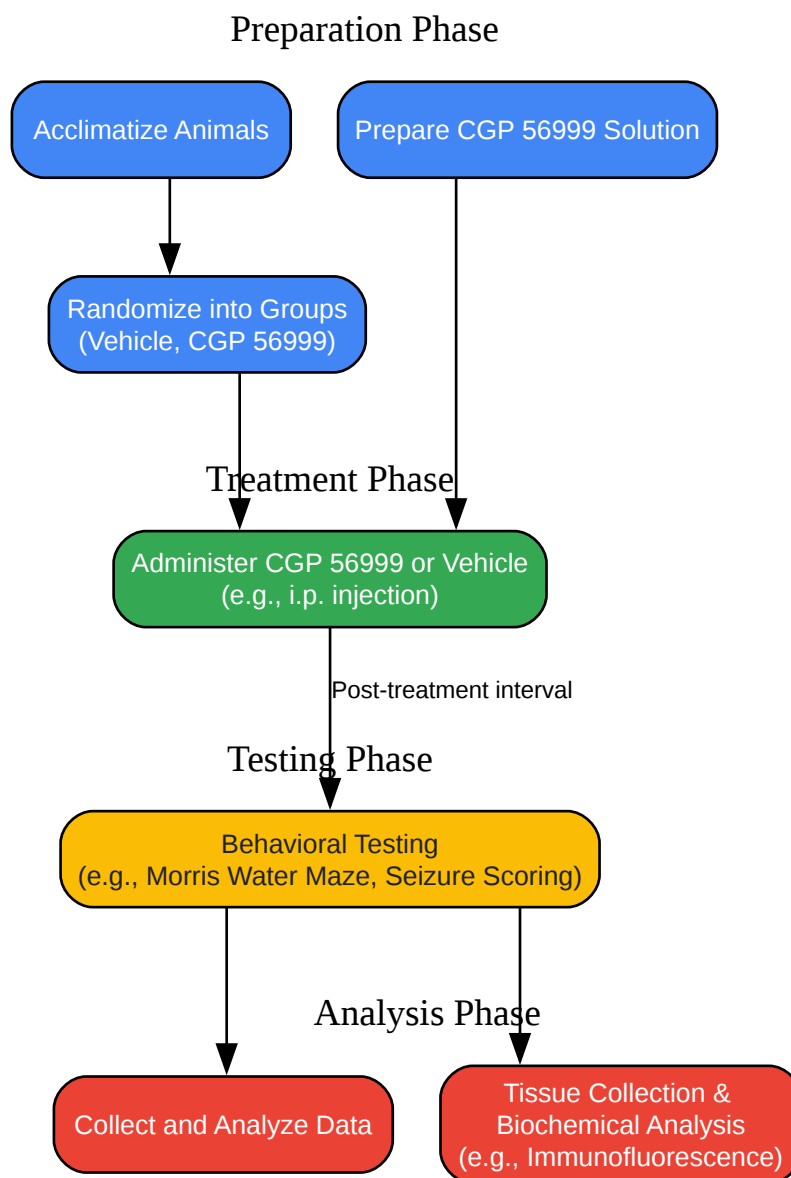 Preparation Phase
Acclimatize Animals
Prepare CGP 56999 Solution
Randomize into Groups
(Vehicle, CGP 56999)
Treatment Phase
Administer CGP 56999 or Vehicle
(e.g., i.p. injection)
Post-treatment interval
Testing Phase
Behavioral Testing
(e.g., Morris Water Maze, Seizure Scoring)
Analysis Phase
Collect and Analyze Data
Tissue Collection &
Biochemical Analysis
(e.g., Immunofluorescence)